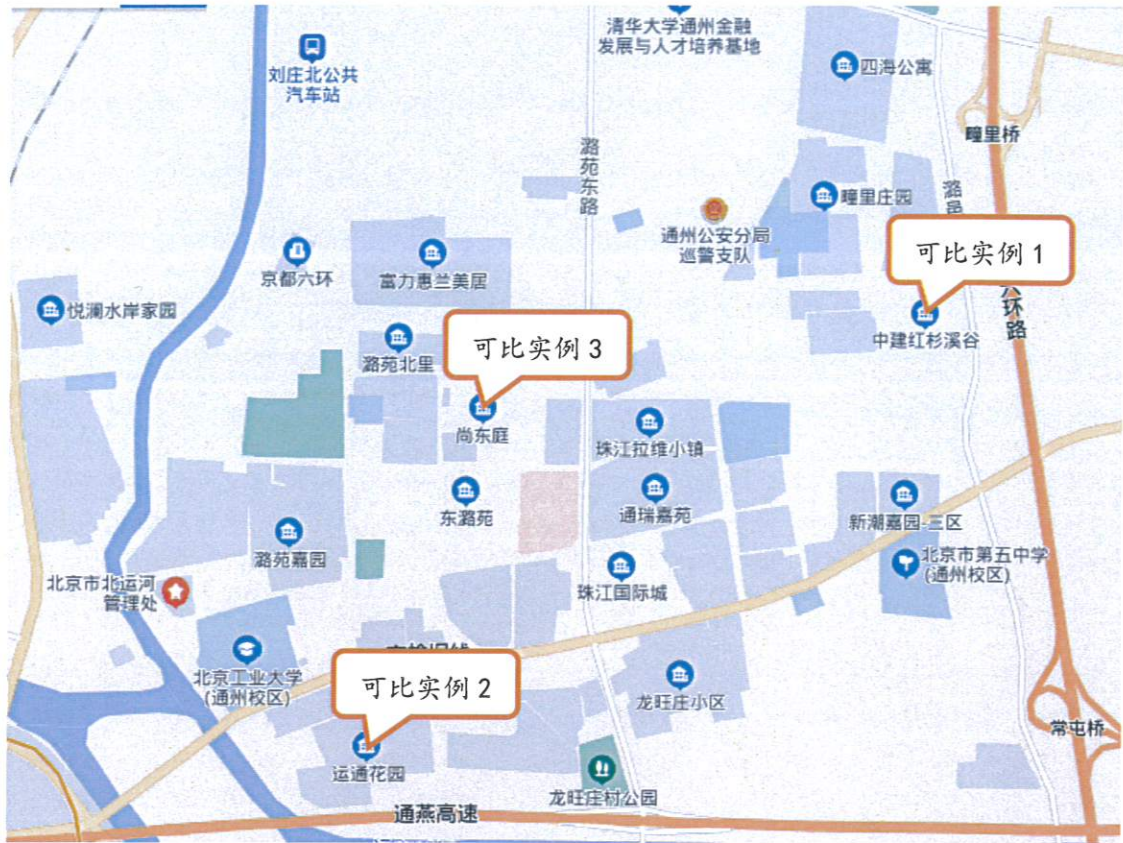 清华大学通州金融
发展与人才培养基地
刘庄北公共
汽车站
四海公寓
疃里桥
潞苑东路
疃里庄园
通州公安分局
巡警支队
可比实例 1
京都六环
富力惠兰美居
悦澜水岸家园
中建红杉溪谷
六环路
潞苑北里
可比实例 3
尚东庭
珠江拉维小镇
东潞苑
通瑞嘉苑
新潮嘉园-三区
潞苑嘉园
北京市第五中学
(通州校区)
北京市北运河
管理处
珠江国际城
北京工业大学
(通州校区)
可比实例 2
龙旺庄小区
常屯桥
运通花园
龙旺庄村公园
通燕高速